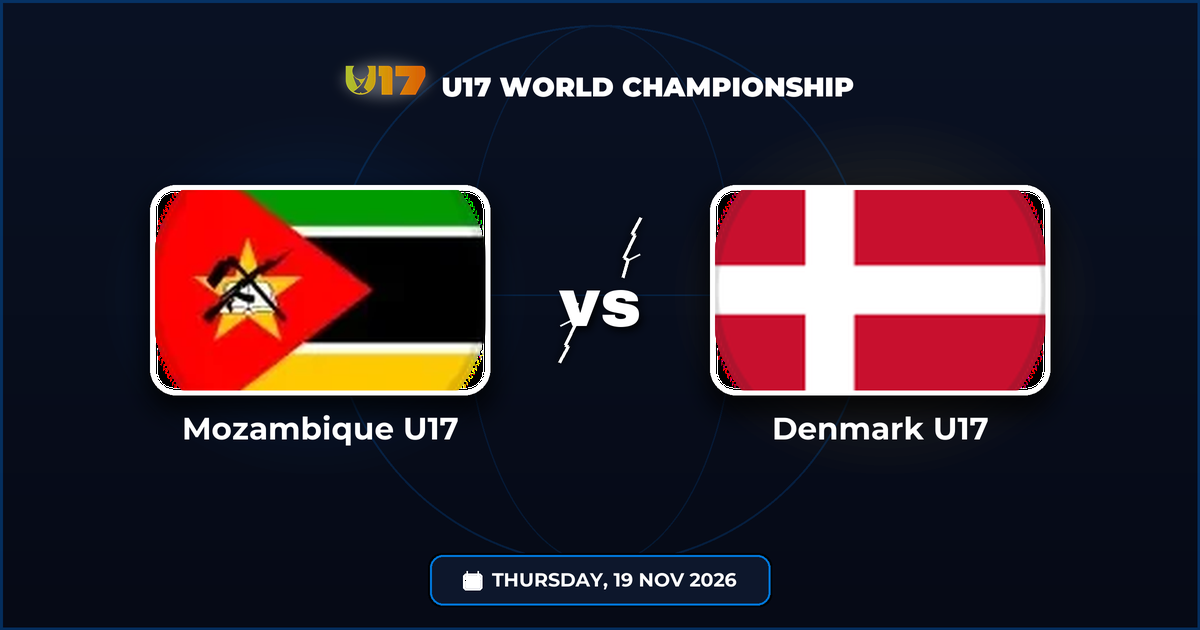 U17 U17 WORLD CHAMPIONSHIP
VS
Mozambique U17
Denmark U17
THURSDAY, 19 NOV 2026